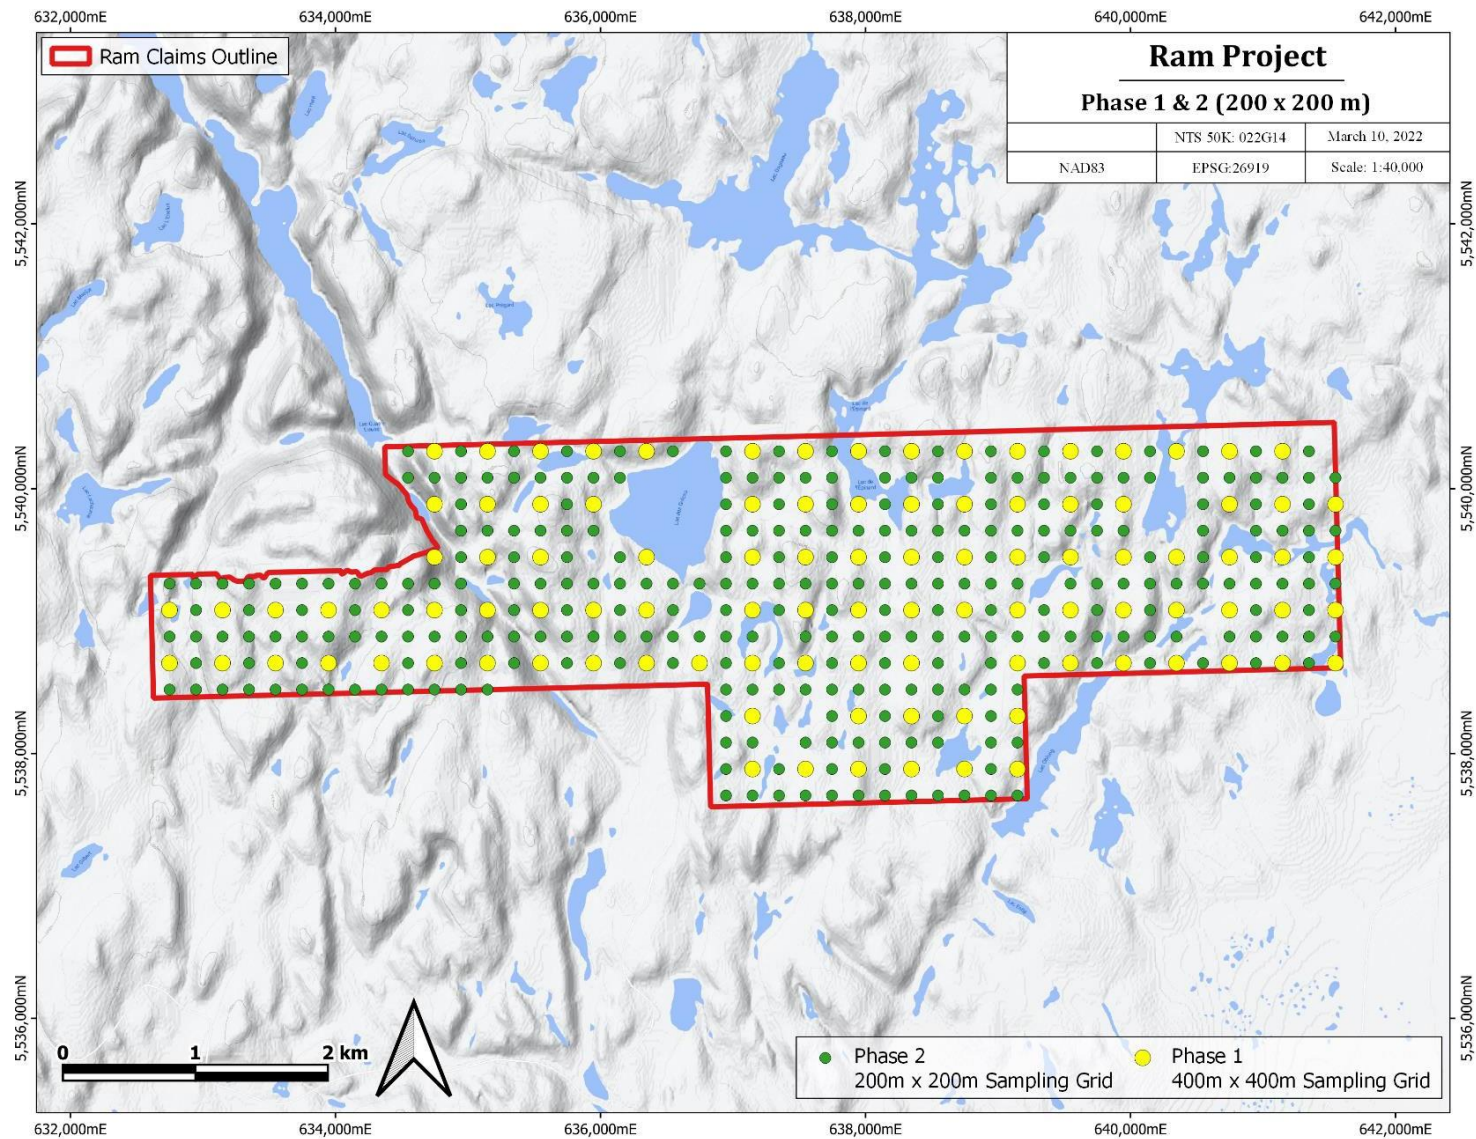 632,000mE
634,000mE
636,000mE
638,000mE
640,000mE
642,000mE
Ram Claims Outline
Ram Project
Phase 1 & 2 (200 x 200 m)
NTS 50K: 022G14
March 10, 2022
NAD83
EPSG:26919
Scale: 1:40,000
5,542,000mN
5,542,000mN
5,540,000mN
5,540,000mN
5,538,000mN
5,538,000mN
5,536,000mN
5,536,000mN
0
1
2 km
Phase 2
200m x 200m Sampling Grid
Phase 1
400m x 400m Sampling Grid
632,000mE
634,000mE
636,000mE
638,000mE
640,000mE
642,000mE